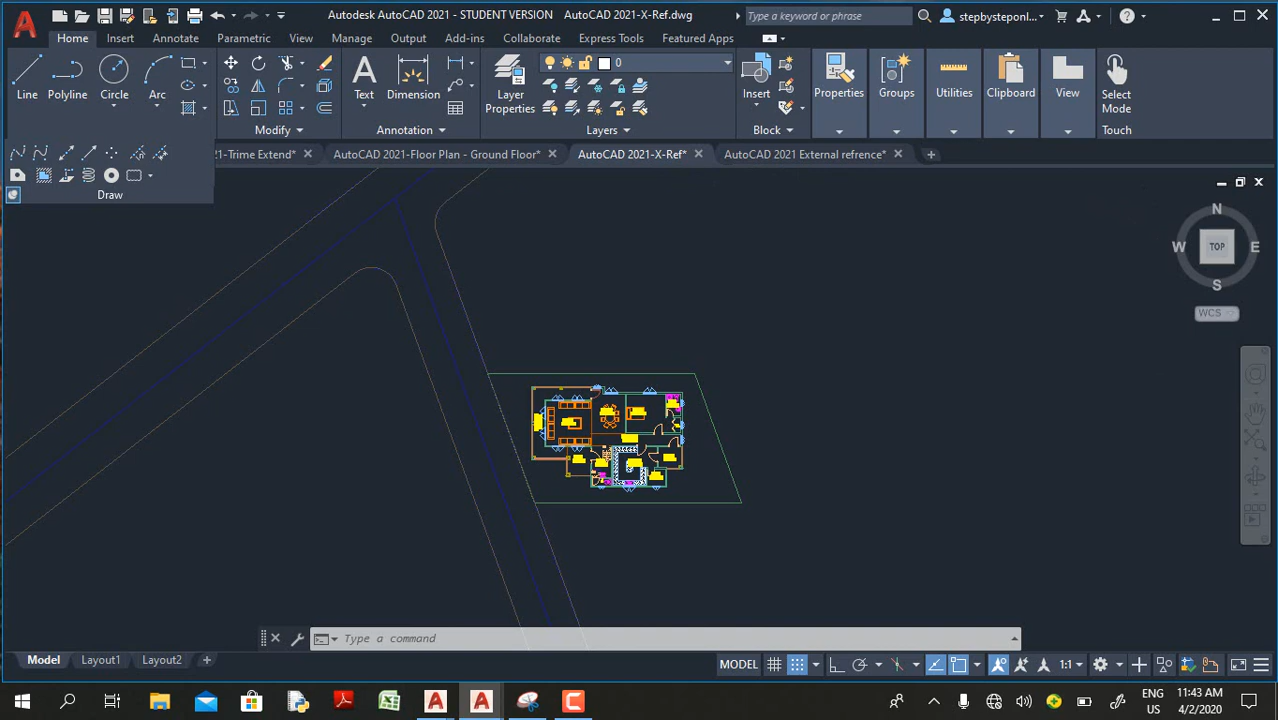 Autodesk AutoCAD 2021 - STUDENT VERSION AutoCAD 2021-X-Ref.dwg
Type a keyword or phrase
stepbysteponl...
Home Insert Annotate Parametric View Manage Output Add-ins Collaborate Express Tools Featured Apps
0
Line Polyline Circle Arc
Text Dimension
Layer Properties
Insert
Properties Groups Utilities Clipboard View
Select Mode
Modify Annotation Layers Block Touch
21-Trime Extend* AutoCAD 2021-Floor Plan - Ground Floor* AutoCAD 2021-X-Ref* AutoCAD 2021 External refrence*
Draw
N
W TOP E
S
WCS
Type a command
Model Layout1 Layout2
MODEL 1:1
ENG 11:43 AM
US 4/2/2020